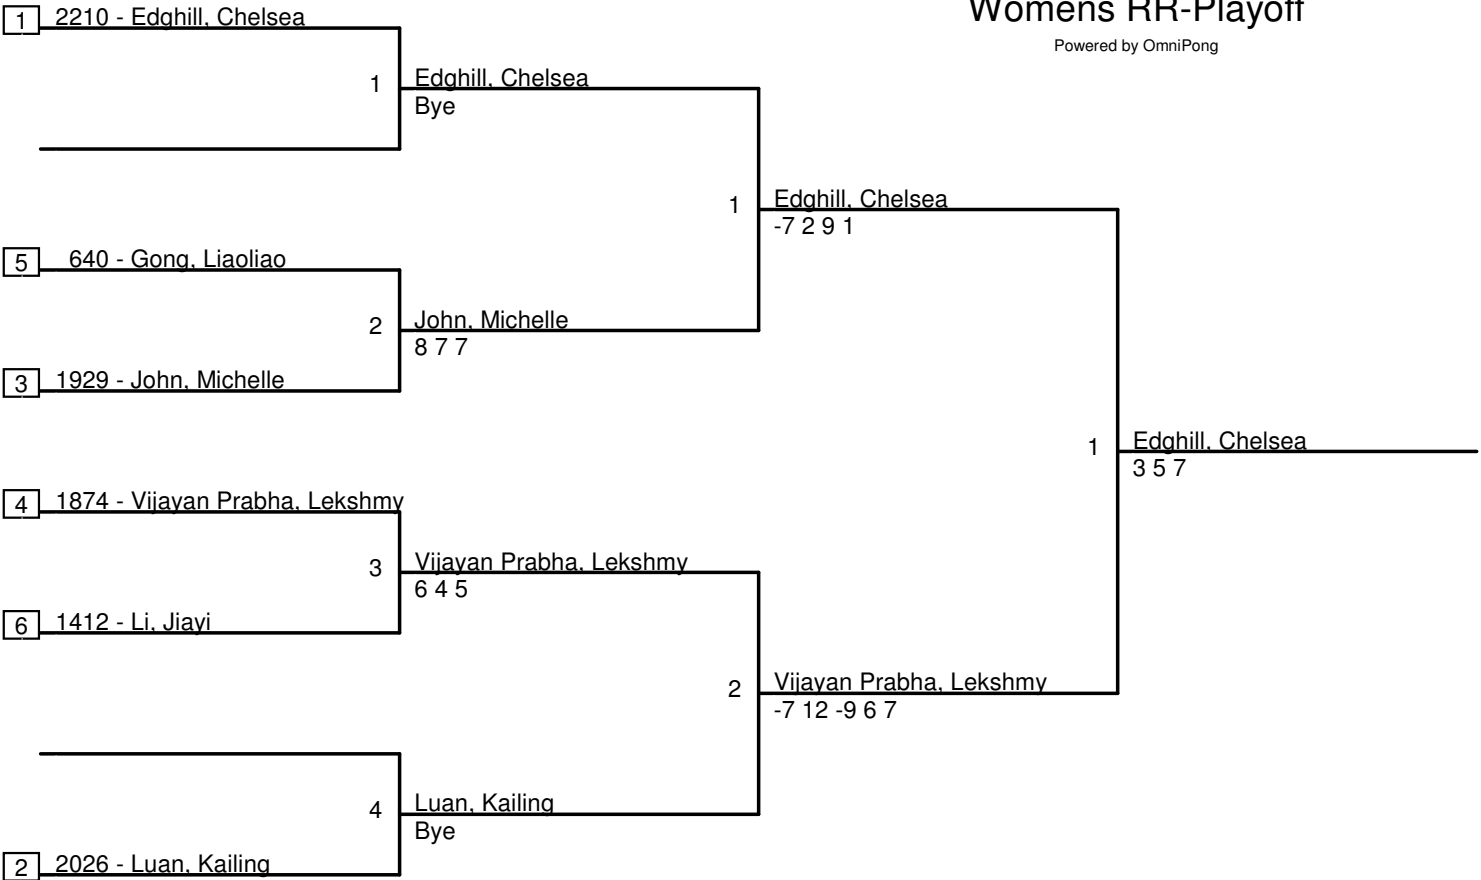 Womens RR-Playoff
Powered by OmniPong
1 2210 - Edghill, Chelsea
1 Edghill, Chelsea
Bye
1 Edghill, Chelsea
-7 2 9 1
5 640 - Gong, Liaoliao
2 John, Michelle
8 7 7
3 1929 - John, Michelle
1 Edghill, Chelsea
3 5 7
4 1874 - Vijayan Prabha, Lekshmy
3 Vijayan Prabha, Lekshmy
6 4 5
6 1412 - Li, Jiayi
2 Vijayan Prabha, Lekshmy
-7 12 -9 6 7
4 Luan, Kailing
Bye
2 2026 - Luan, Kailing